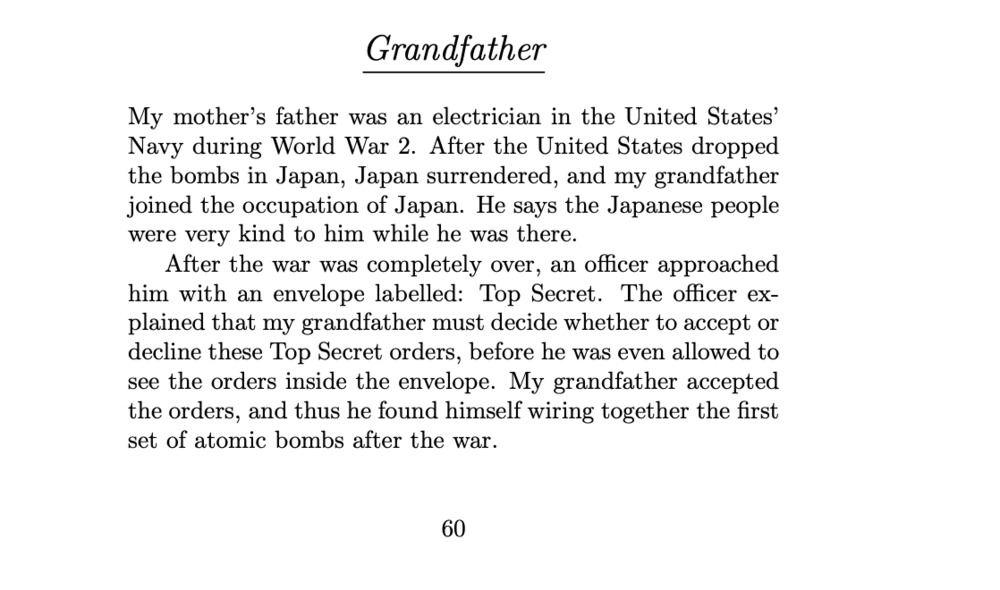 Grandfather
My mother’s father was an electrician in the United States’
Navy during World War 2. After the United States dropped
the bombs in Japan, Japan surrendered, and my grandfather
joined the occupation of Japan. He says the Japanese people
were very kind to him while he was there.
After the war was completely over, an officer approached
him with an envelope labelled: Top Secret. The officer ex-
plained that my grandfather must decide whether to accept or
decline these Top Secret orders, before he was even allowed to
see the orders inside the envelope. My grandfather accepted
the orders, and thus he found himself wiring together the first
set of atomic bombs after the war.
60